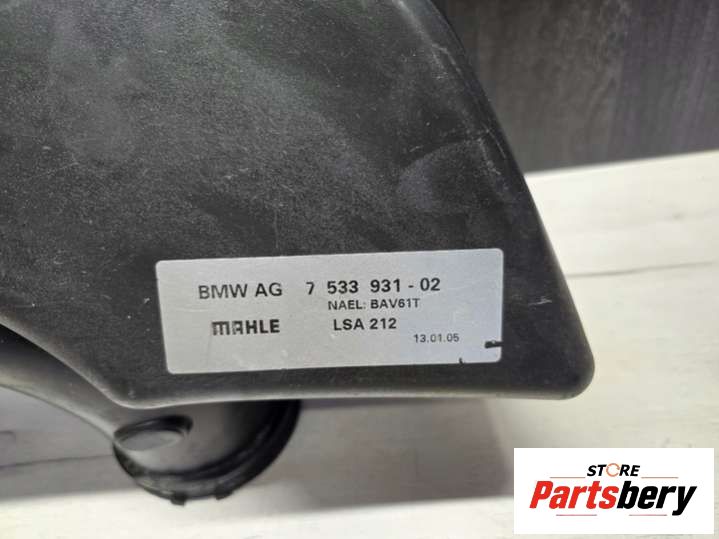 BMW AG 7 533 931 - 02
NAEL: BAV61T
MAHLE LSA 212
13.01.05
STORE
Partsbery